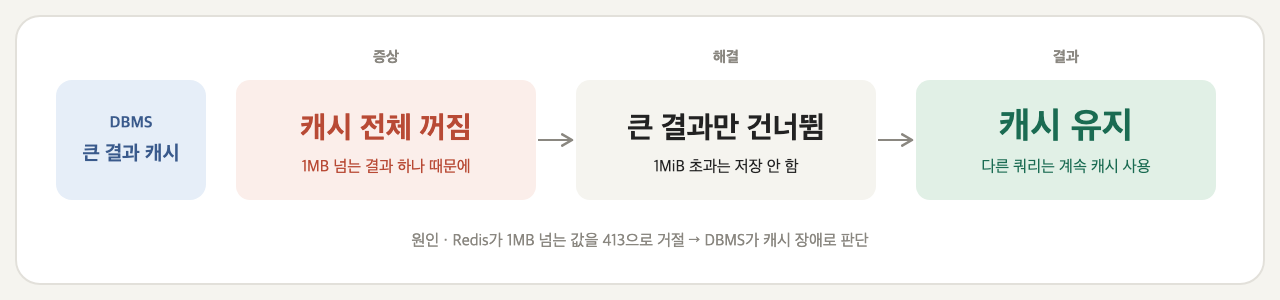 증상
해결
결과
DBMS
큰 결과 캐시
캐시 전체 꺼짐
1MB 넘는 결과 하나 때문에
큰 결과만 건너뜀
1MiB 초과는 저장 안 함
캐시 유지
다른 쿼리는 계속 캐시 사용
원인 · Redis가 1MB 넘는 값을 413으로 거절 → DBMS가 캐시 장애로 판단